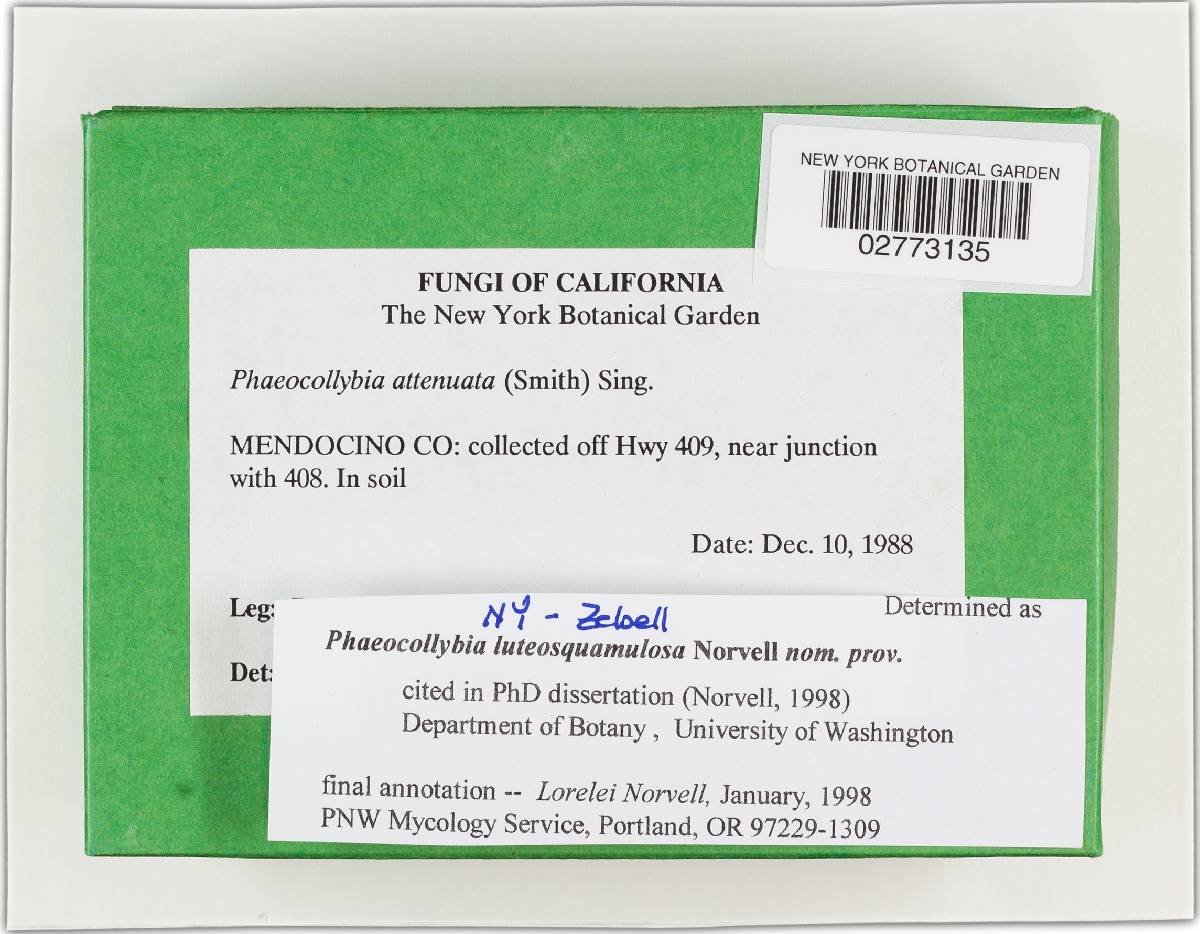 NEW YORK BOTANICAL GARDEN
02773135
FUNGI OF CALIFORNIA
The New York Botanical Garden
Phaeocollybia attenuata (Smith) Sing.
MENDOCINO CO: collected off Hwy 409, near junction
with 408. In soil
Date: Dec. 10, 1988
Leg:
Det:
Determined as
NY -
Phaeocollybia luteosquamulosa Norvell nom. prov.
cited in PhD dissertation (Norvell, 1998)
Department of Botany , University of Washington
final annotation -- Lorelei Norvell, January, 1998
PNW Mycology Service, Portland, OR 97229-1309